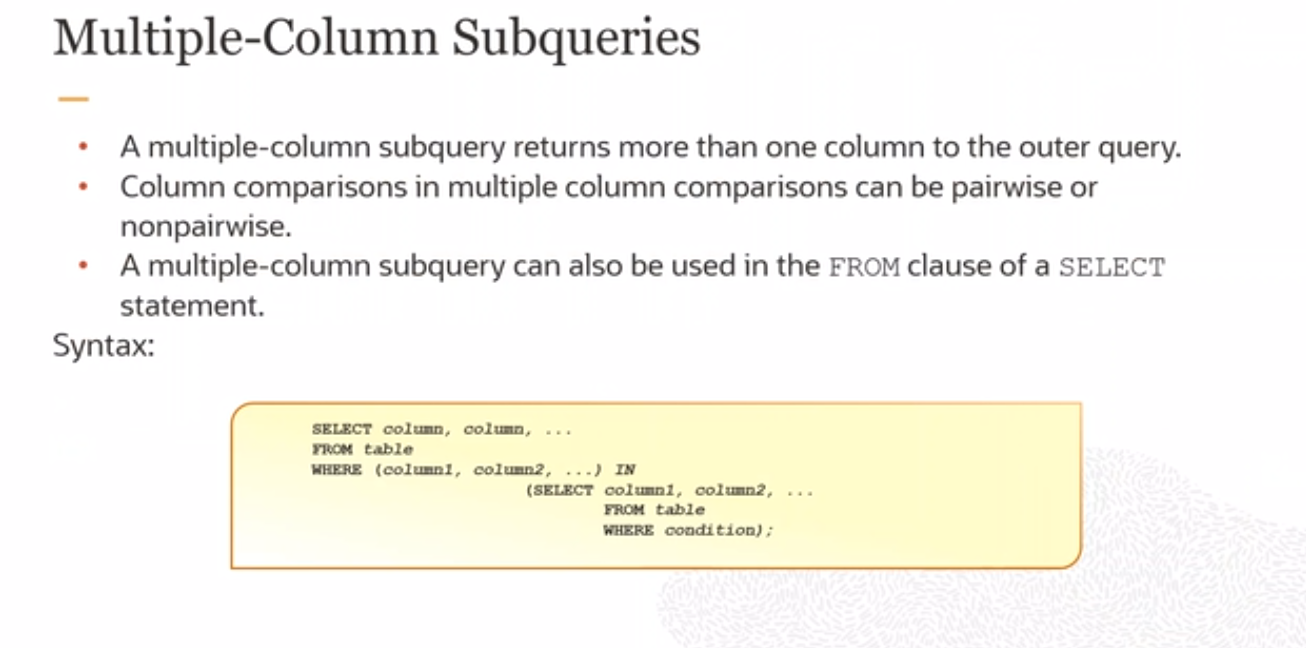 Multiple-Column Subqueries
• A multiple-column subquery returns more than one column to the outer query.
• Column comparisons in multiple column comparisons can be pairwise or
nonpairwise.
• A multiple-column subquery can also be used in the FROM clause of a SELECT
statement.
Syntax:
SELECT column, column, ...
FROM table
WHERE (column1, column2, ...) IN
(SELECT column1, column2, ...
FROM table
WHERE condition);